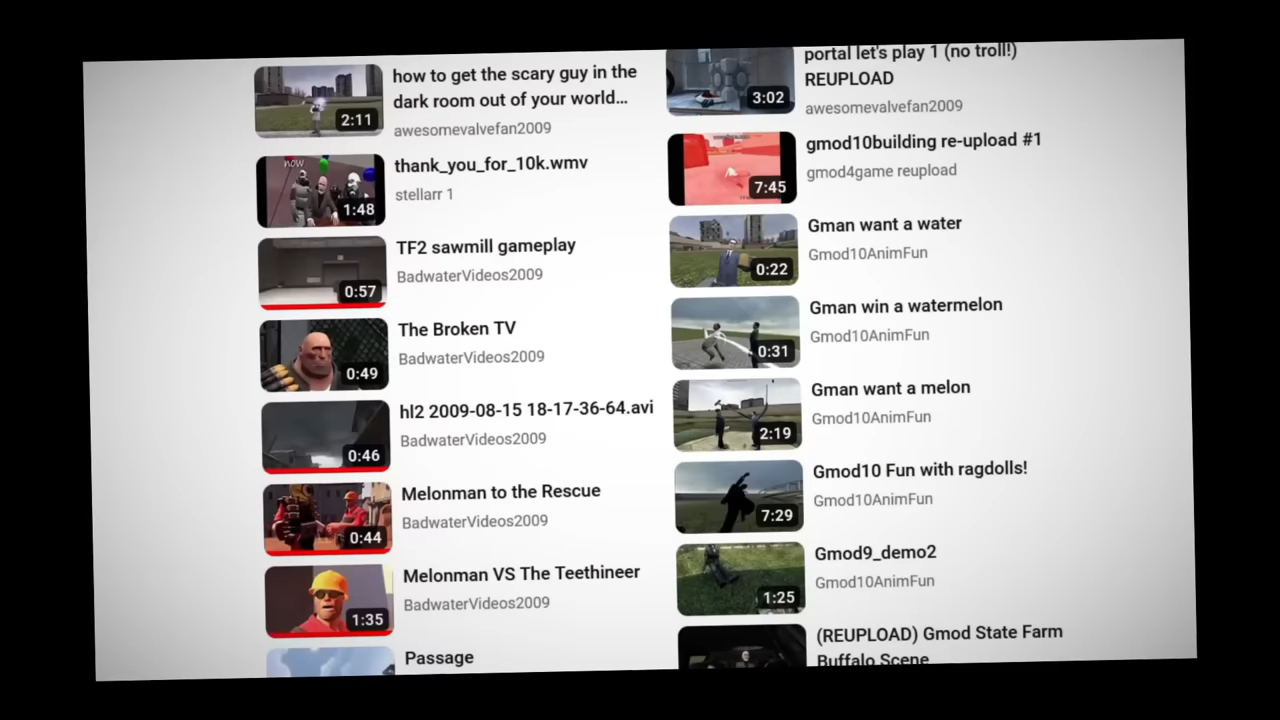 how to get the scary guy in the
dark room out of your world...
awesomevalvefan2009
2:11
thank_you_for_10k.wmv
stellarr 1
now
1:48
TF2 sawmill gameplay
BadwaterVideos2009
0:57
The Broken TV
BadwaterVideos2009
0:49
hl2 2009-08-15 18-17-36-64.avi
BadwaterVideos2009
0:46
Melonman to the Rescue
BadwaterVideos2009
0:44
Melonman VS The Teethineer
BadwaterVideos2009
1:35
Passage
portal let's play 1 (no troll!)
REUPLOAD
awesomevalvefan2009
3:02
gmod10building re-upload #1
gmod4game reupload
7:45
Gman want a water
Gmod10AnimFun
0:22
Gman win a watermelon
Gmod10AnimFun
0:31
Gman want a melon
Gmod10AnimFun
2:19
Gmod10 Fun with ragdolls!
Gmod10AnimFun
7:29
Gmod9_demo2
Gmod10AnimFun
1:25
(REUPLOAD) Gmod State Farm
Buffalo Scene